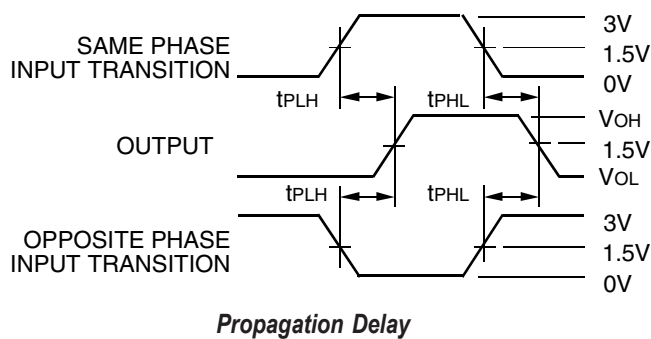 SAME PHASE
INPUT TRANSITION
3V
1.5V
0V
tPLH
tPHL
OUTPUT
VOH
1.5V
VOL
tPLH
tPHL
OPPOSITE PHASE
INPUT TRANSITION
3V
1.5V
0V
Propagation Delay